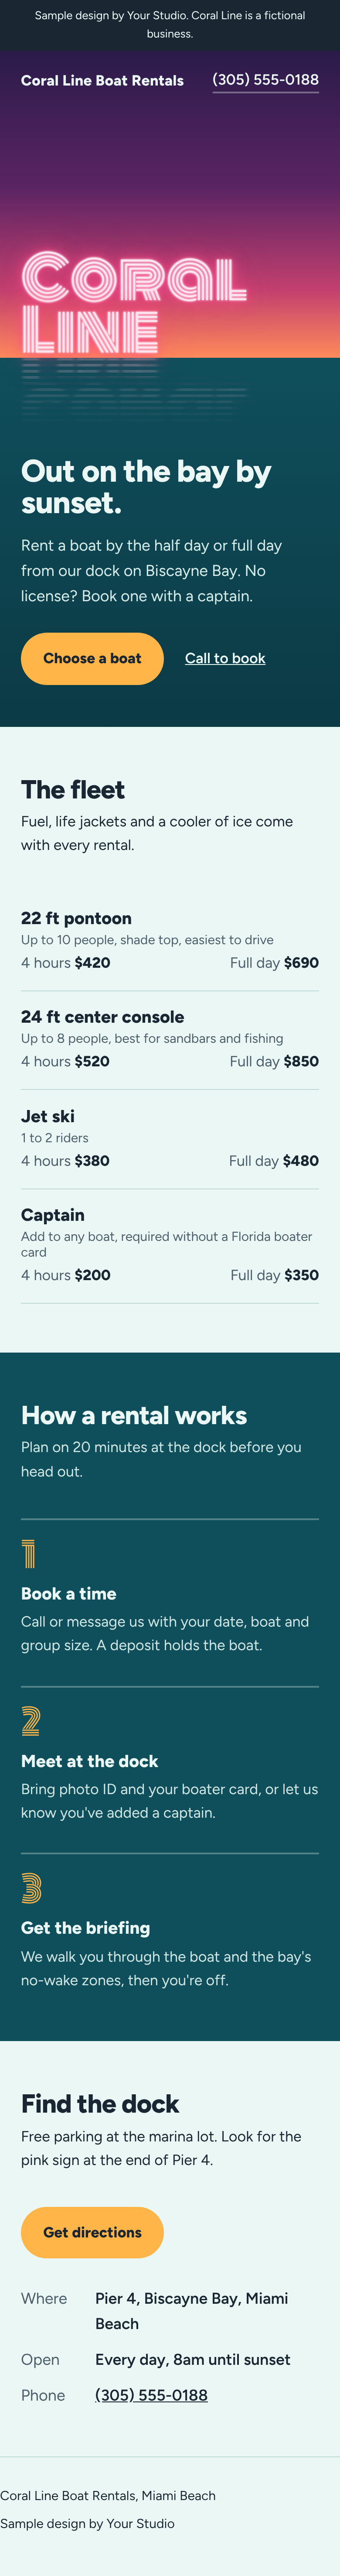 Sample design by Your Studio. Coral Line is a fictional
business.
Coral Line Boat Rentals
(305) 555-0188
CORAL
LINE
Out on the bay by
sunset.
Rent a boat by the half day or full day
from our dock on Biscayne Bay. No
license? Book one with a captain.
Choose a boat
Call to book
The fleet
Fuel, life jackets and a cooler of ice come
with every rental.
22 ft pontoon
Up to 10 people, shade top, easiest to drive
4 hours $420
Full day $690
24 ft center console
Up to 8 people, best for sandbars and fishing
4 hours $520
Full day $850
Jet ski
1 to 2 riders
4 hours $380
Full day $480
Captain
Add to any boat, required without a Florida boater
card
4 hours $200
Full day $350
How a rental works
Plan on 20 minutes at the dock before you
head out.
1
Book a time
Call or message us with your date, boat and
group size. A deposit holds the boat.
2
Meet at the dock
Bring photo ID and your boater card, or let us
know you've added a captain.
3
Get the briefing
We walk you through the boat and the bay's
no-wake zones, then you're off.
Find the dock
Free parking at the marina lot. Look for the
pink sign at the end of Pier 4.
Get directions
Where
Pier 4, Biscayne Bay, Miami
Beach
Open
Every day, 8am until sunset
Phone
(305) 555-0188
Coral Line Boat Rentals, Miami Beach
Sample design by Your Studio